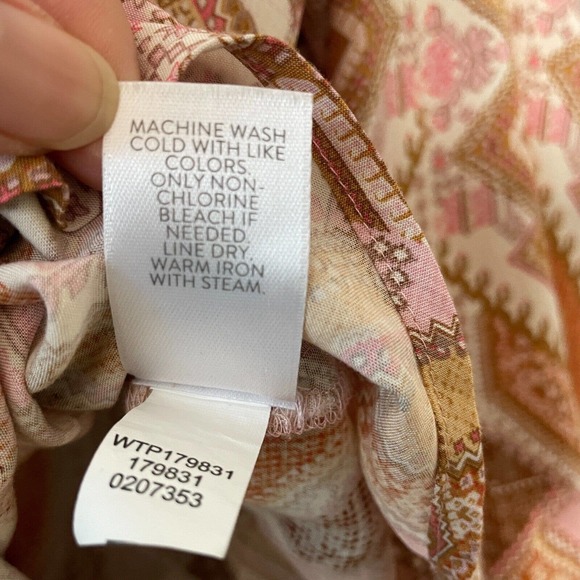 MACHINE WASH
COLD WITH LIKE
COLORS.
ONLY NON-
CHLORINE
BLEACH IF
NEEDED.
LINE DRY.
WARM IRON
WITH STEAM.
WTP179831
179831
0207353